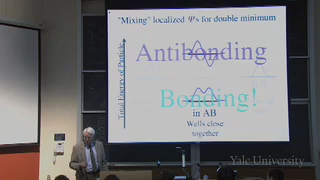 "Mixing" localized Ψs for double minimum
Total Energy of Particle
Antibonding
Bonding!
in AB
Wells close
together
Yale University